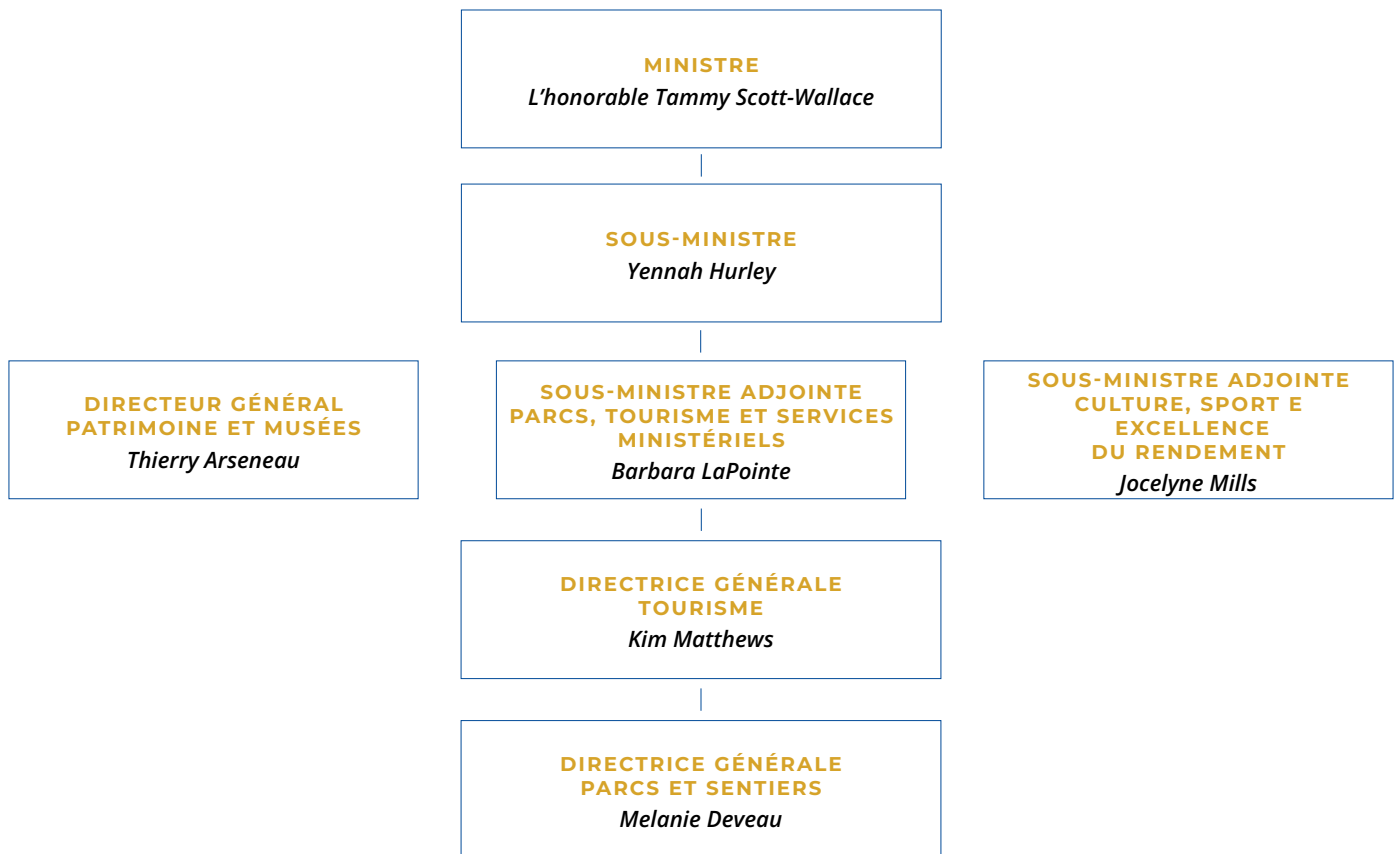 MINISTRE
L'honorable Tammy Scott-Wallace
SOUS-MINISTRE
Yennah Hurley
DIRECTEUR GÉNÉRAL
PATRIMOINE ET MUSÉES
Thierry Arseneau
SOUS-MINISTRE ADJOINTE
PARCS, TOURISME ET SERVICES
MINISTÉRIELS
Barbara LaPointe
SOUS-MINISTRE ADJOINTE
CULTURE, SPORT E
EXCELLENCE
DU RENDEMENT
Jocelyne Mills
DIRECTRICE GÉNÉRALE
TOURISME
Kim Matthews
DIRECTRICE GÉNÉRALE
PARCS ET SENTIERS
Melanie Deveau